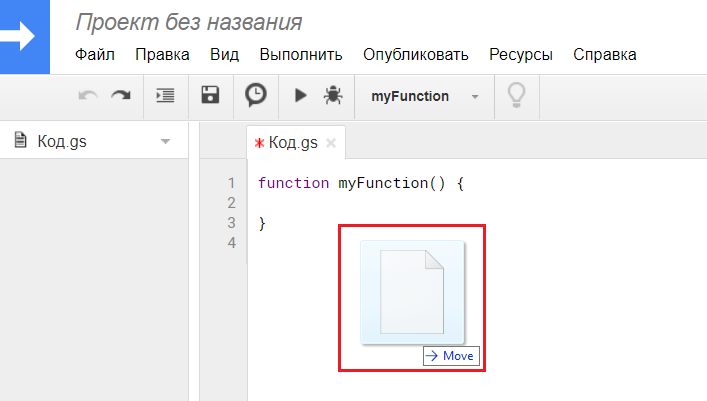 Проект без названия
Файл Правка Вид Выполнить Опубликовать Ресурсы Справка
myFunction
Код.gs
Код.gs
1 function myFunction() {
2
3 }
4
Move